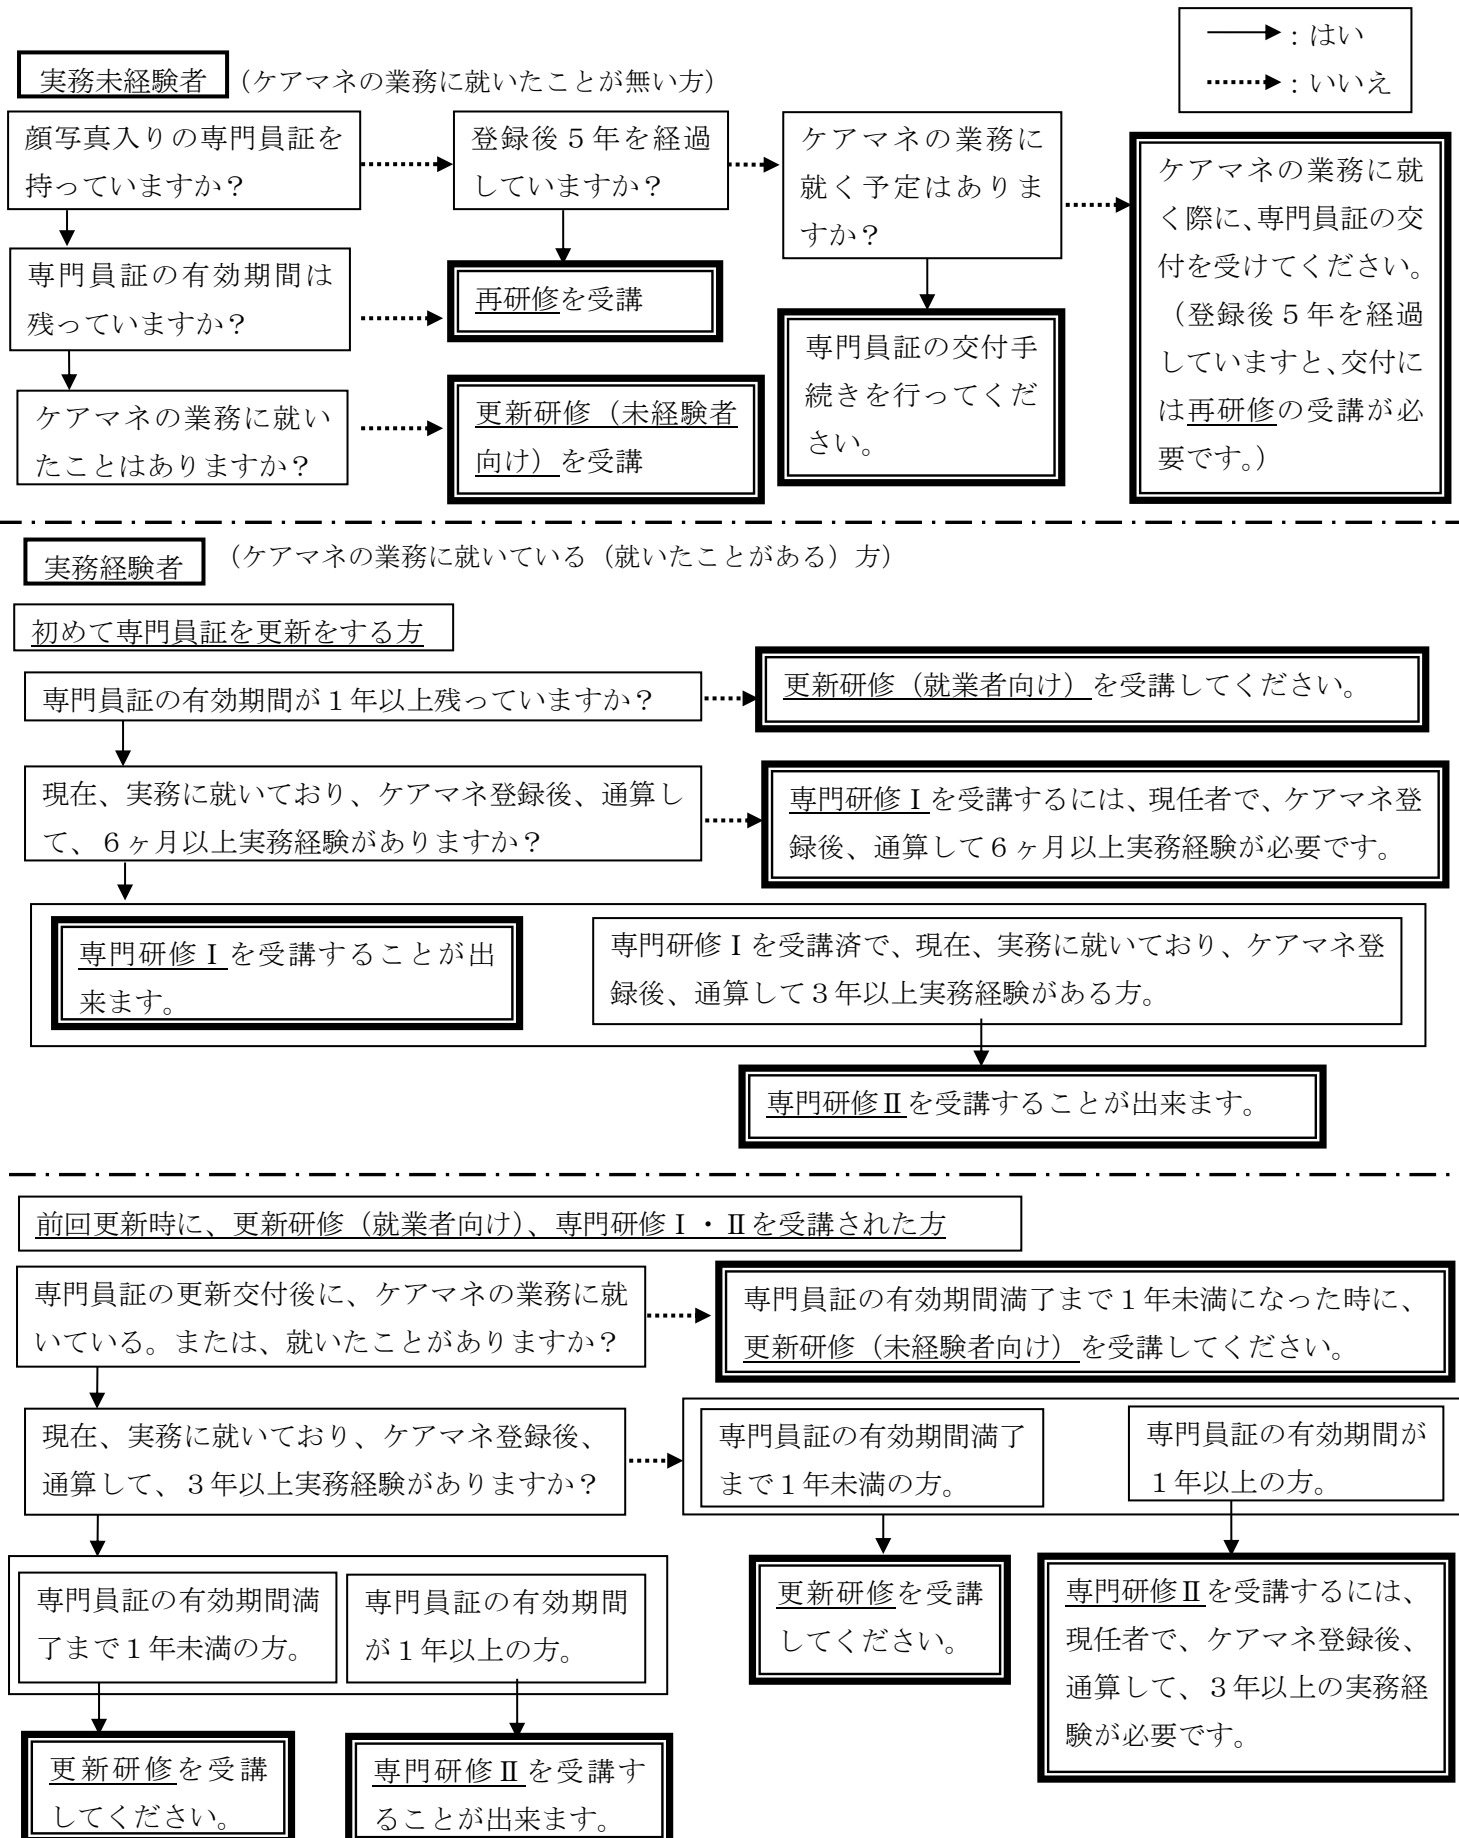 ：はい
：いいえ
実務未経験者 （ケアマネの業務に就いたことが無い方）
顔写真入りの専門員証を
持っていますか？
登録後５年を経過
していますか？
ケアマネの業務に
就く予定はありま
すか？
ケアマネの業務に就
く際に、専門員証の交
付を受けてください。
（登録後５年を経過
していますと、交付に
は再研修の受講が必
要です。）
専門員証の有効期間は
残っていますか？
再研修を受講
専門員証の交付手
続きを行ってくだ
さい。
ケアマネの業務に就い
たことはありますか？
更新研修（未経験者
向け）を受講
実務経験者 （ケアマネの業務に就いている（就いたことがある）方）
初めて専門員証を更新をする方
専門員証の有効期間が１年以上残っていますか？
更新研修（就業者向け）を受講してください。
現在、実務に就いており、ケアマネ登録後、通算し
て、６ヶ月以上実務経験がありますか？
専門研修Ⅰを受講するには、現任者で、ケアマネ登
録後、通算して６ヶ月以上実務経験が必要です。
専門研修Ⅰを受講することが出
来ます。
専門研修Ⅰを受講済で、現在、実務に就いており、ケアマネ登
録後、通算して３年以上実務経験がある方。
専門研修Ⅱを受講することが出来ます。
前回更新時に、更新研修（就業者向け）、専門研修Ⅰ・Ⅱを受講された方
専門員証の更新交付後に、ケアマネの業務に就
いている。または、就いたことがありますか？
専門員証の有効期間満了まで１年未満になった時に、
更新研修（未経験者向け）を受講してください。
現在、実務に就いており、ケアマネ登録後、
通算して、３年以上実務経験がありますか？
専門員証の有効期間満了
まで１年未満の方。
専門員証の有効期間が
１年以上の方。
専門員証の有効期間満
了まで１年未満の方。
専門員証の有効期間
が１年以上の方。
更新研修を受講
してください。
専門研修Ⅱを受講するには、
現任者で、ケアマネ登録後、
通算して、３年以上の実務経
験が必要です。
更新研修を受講
してください。
専門研修Ⅱを受講す
ることが出来ます。